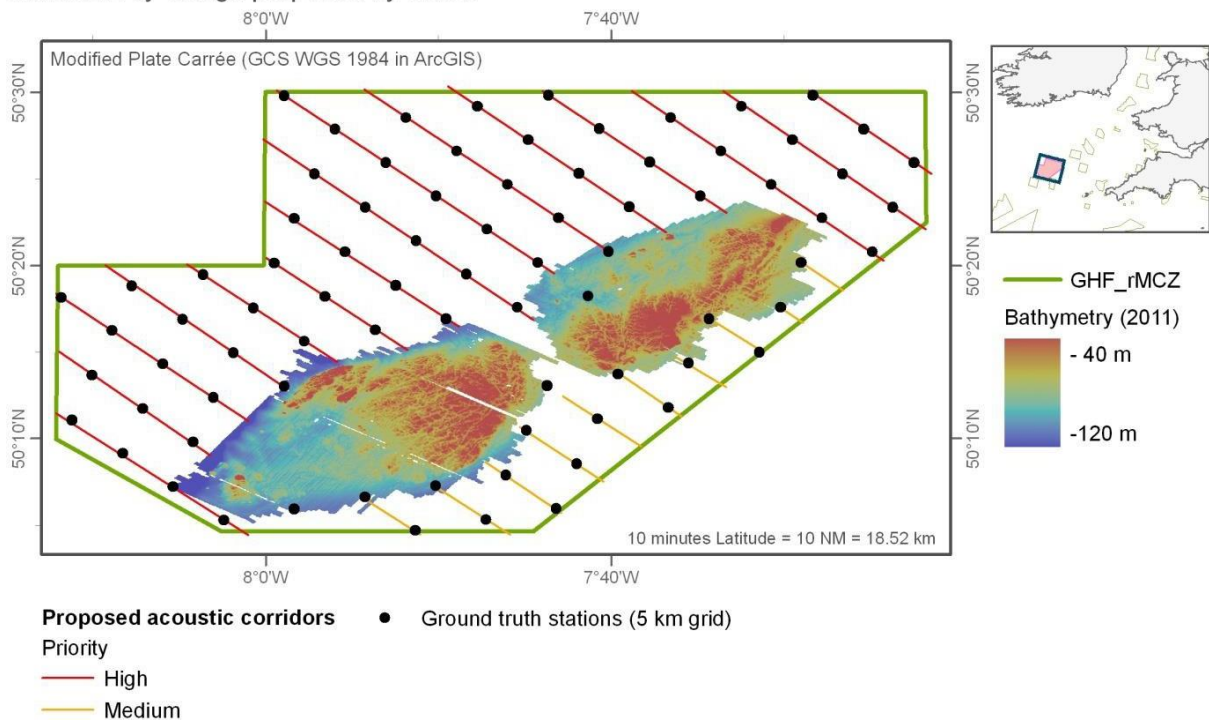 8°0'W 7°40'W
Modified Plate Carrée (GCS WGS 1984 in ArcGIS)
50°30'N 50°30'N
50°20'N 50°20'N
50°10'N 50°10'N
10 minutes Latitude = 10 NM = 18.52 km
8°0'W 7°40'W
GHF_rMCZ
Bathymetry (2011)
- 40 m
-120 m
Proposed acoustic corridors
Ground truth stations (5 km grid)
Priority
High
Medium